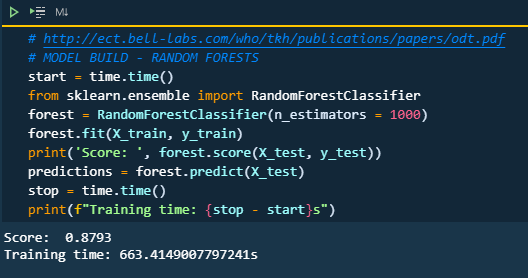 M↓
# http://ect.bell-labs.com/who/tkh/publications/papers/odt.pdf
# MODEL BUILD - RANDOM FORESTS
start = time.time()
from sklearn.ensemble import RandomForestClassifier
forest = RandomForestClassifier(n_estimators = 1000)
forest.fit(X_train, y_train)
print('Score: ', forest.score(X_test, y_test))
predictions = forest.predict(X_test)
stop = time.time()
print(f"Training time: {stop - start}s")
Score:  0.8793
Training time: 663.4149007797241s